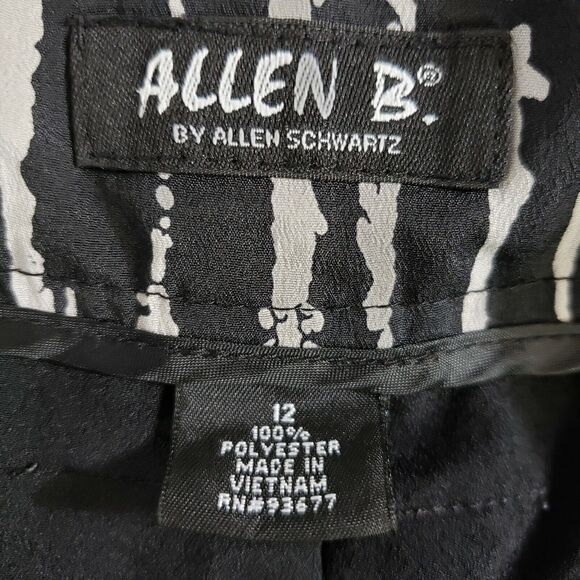 ALLEN B.®
BY ALLEN SCHWARTZ
12
100%
POLYESTER
MADE IN
VIETNAM
RN#93677